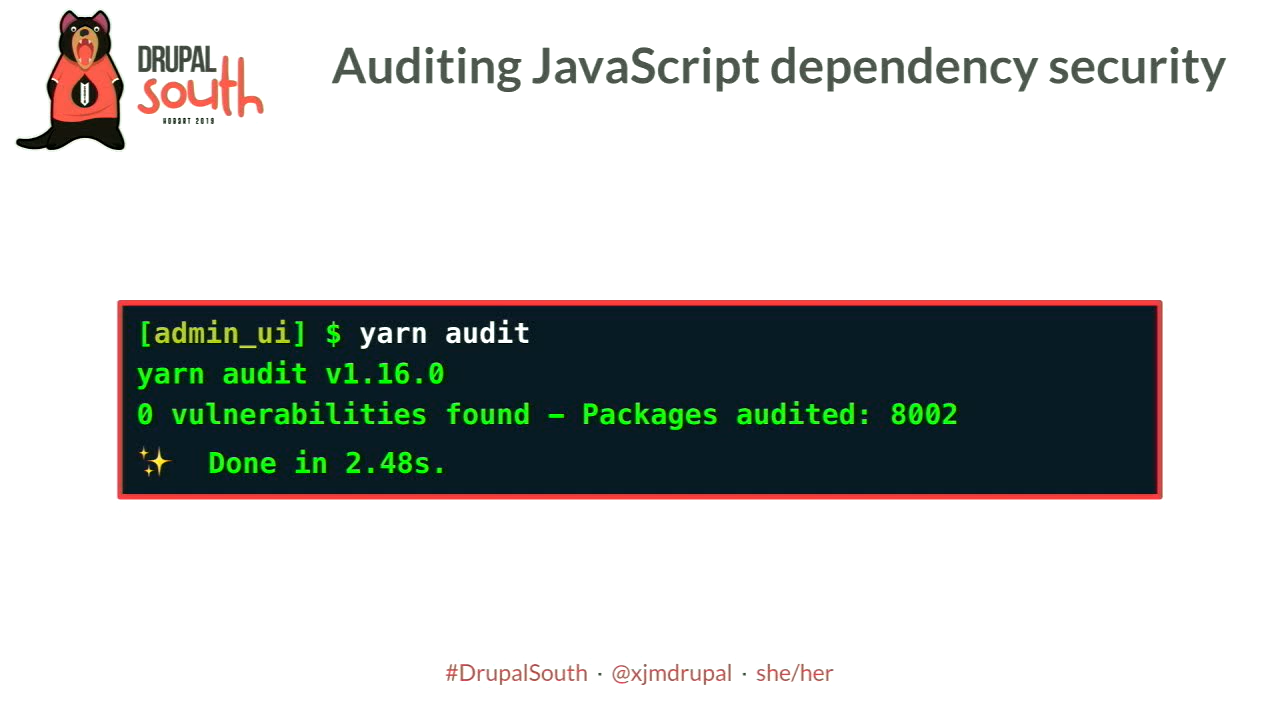 DRUPAL
south
HOBART 2019
Auditing JavaScript dependency security
[admin_ui] $ yarn audit
yarn audit v1.16.0
0 vulnerabilities found – Packages audited: 8002
✨ Done in 2.48s.
#DrupalSouth · @xjmdrupal · she/her